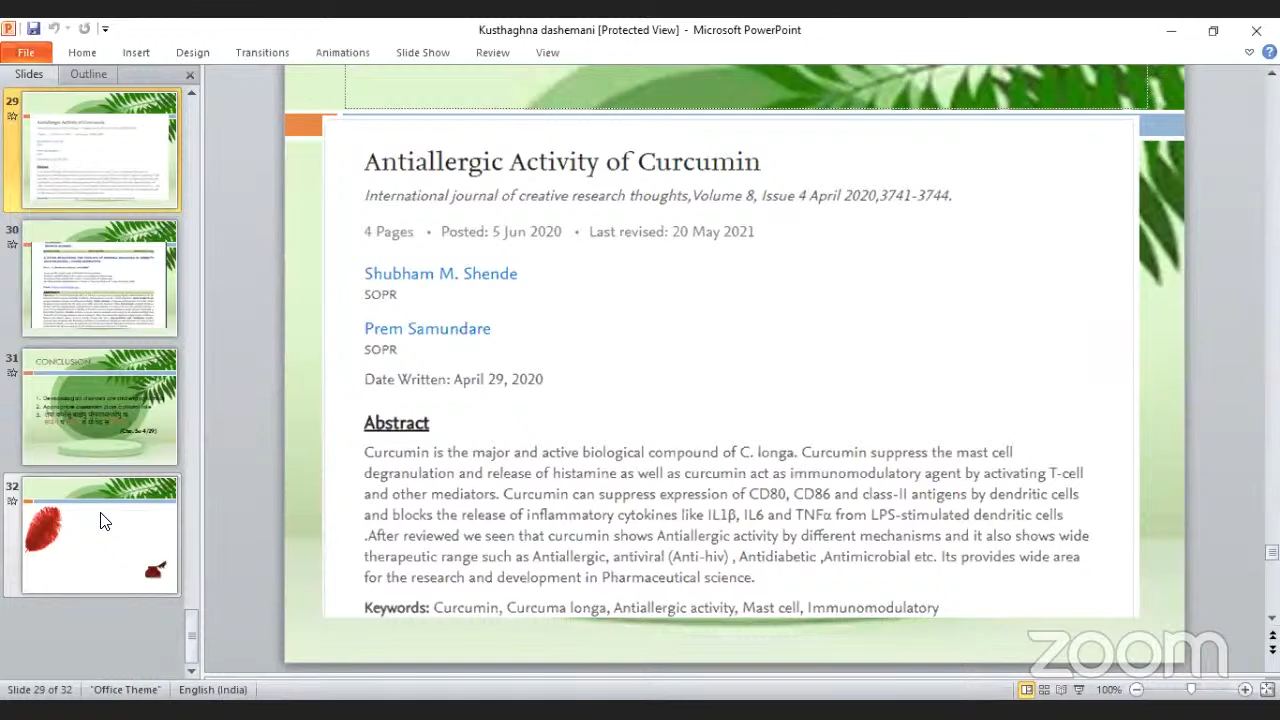 Kusthaghna dashemani [Protected View] - Microsoft PowerPoint
File Home Insert Design Transitions Animations Slide Show Review View
Slides Outline
29
30
31
CONCLUSION
32
Antiallergic Activity of Curcumin
International journal of creative research thoughts,Volume 8, Issue 4 April 2020,3741-3744.
4 Pages • Posted: 5 Jun 2020 • Last revised: 20 May 2021
Shubham M. Shende
SOPR
Prem Samundare
SOPR
Date Written: April 29, 2020
Abstract
Curcumin is the major and active biological compound of C. longa. Curcumin suppress the mast cell
degranulation and release of histamine as well as curcumin act as immunomodulatory agent by activating T-cell
and other mediators. Curcumin can suppress expression of CD80, CD86 and class-II antigens by dendritic cells
and blocks the release of inflammatory cytokines like IL1β, IL6 and TNFα from LPS-stimulated dendritic cells
.After reviewed we seen that curcumin shows Antiallergic activity by different mechanisms and it also shows wide
therapeutic range such as Antiallergic, antiviral (Anti-hiv) , Antidiabetic ,Antimicrobial etc. Its provides wide area
for the research and development in Pharmaceutical science.
Keywords: Curcumin, Curcuma longa, Antiallergic activity, Mast cell, Immunomodulatory
zoom
Slide 29 of 32 "Office Theme" English (India) 100%